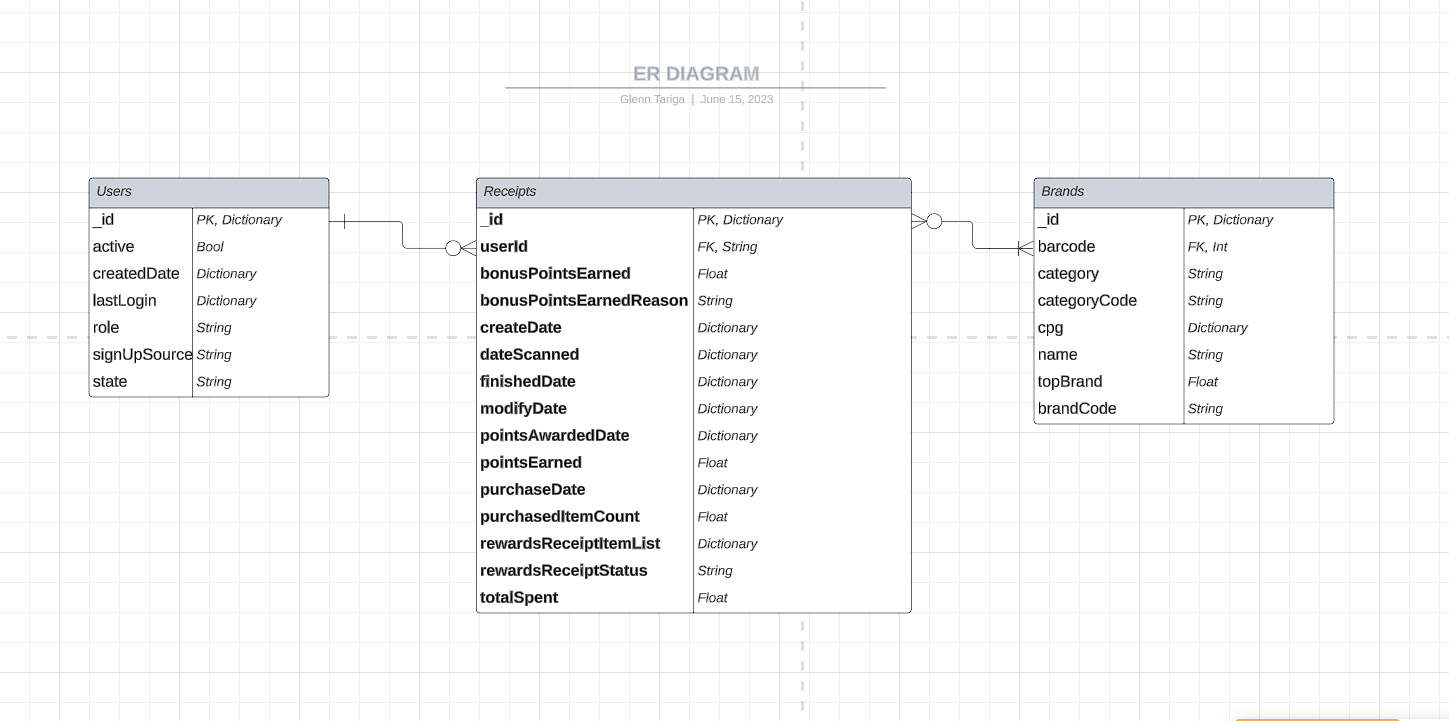 ER DIAGRAM
Glenn Tariga | June 15, 2023
Users
_id PK, Dictionary
active Bool
createdDate Dictionary
lastLogin Dictionary
role String
signUpSource String
state String
Receipts
_id PK, Dictionary
userId FK, String
bonusPointsEarned Float
bonusPointsEarnedReason String
createDate Dictionary
dateScanned Dictionary
finishedDate Dictionary
modifyDate Dictionary
pointsAwardedDate Dictionary
pointsEarned Float
purchaseDate Dictionary
purchasedItemCount Float
rewardsReceiptItemList Dictionary
rewardsReceiptStatus String
totalSpent Float
Brands
_id PK, Dictionary
barcode FK, Int
category String
categoryCode String
cpg Dictionary
name String
topBrand Float
brandCode String